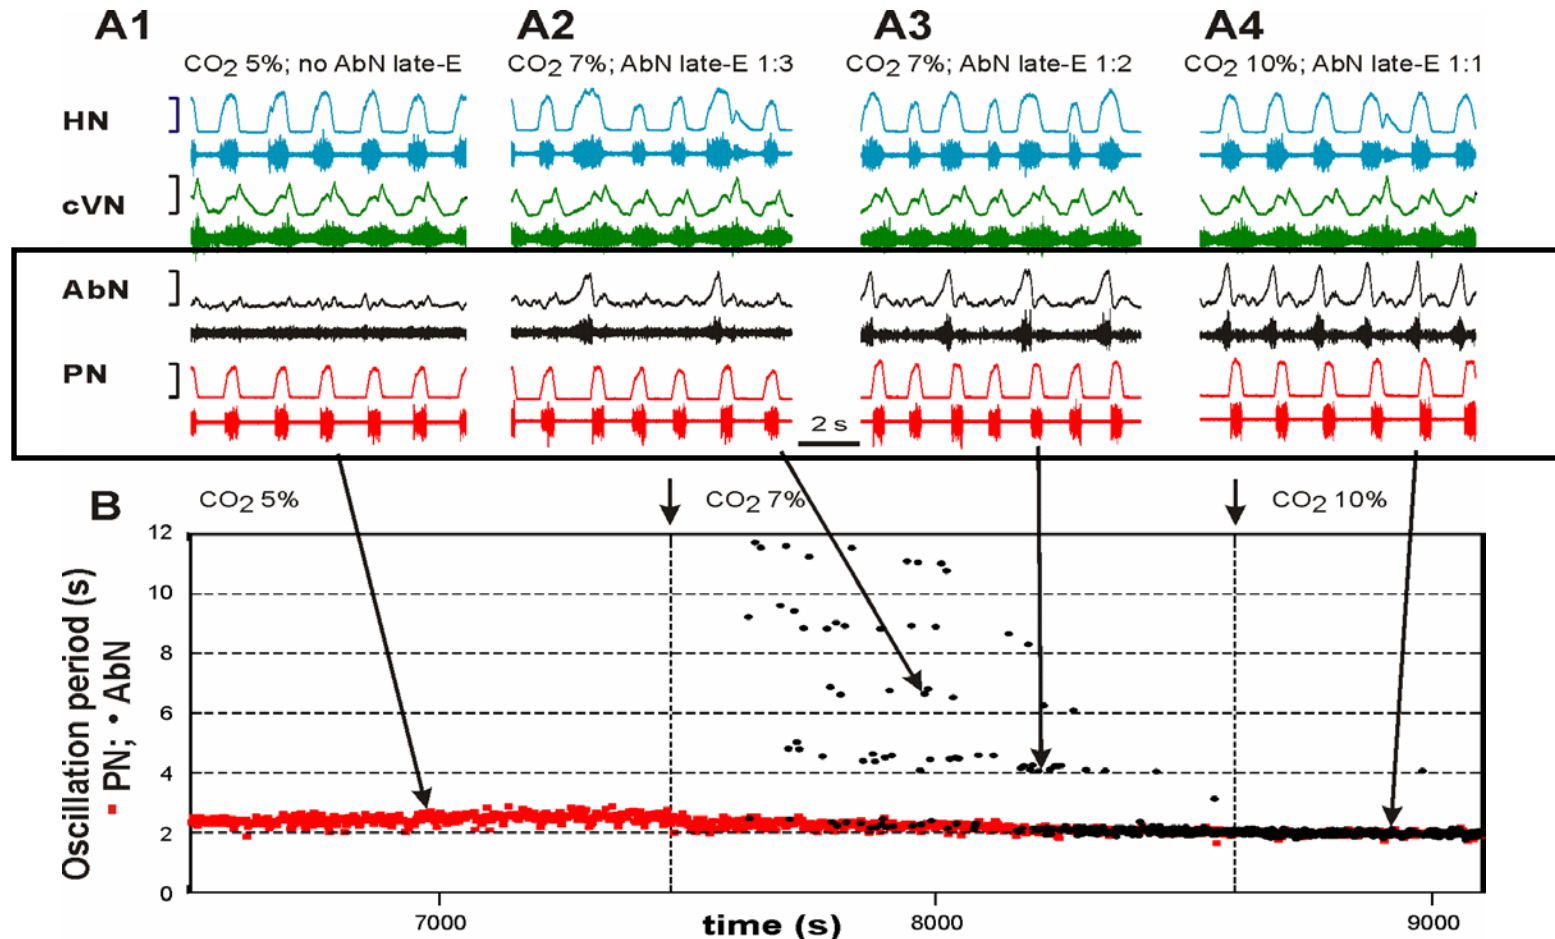 A1 A2 A3 A4
CO2 5%; no AbN late-E CO2 7%; AbN late-E 1:3 CO2 7%; AbN late-E 1:2 CO2 10%; AbN late-E 1:1
HN
cVN
AbN
PN
2 s
B CO2 5% CO2 7% CO2 10%
Oscillation period (s)
PN; • AbN
12
10
8
6
4
2
0
7000 8000 9000
time (s)